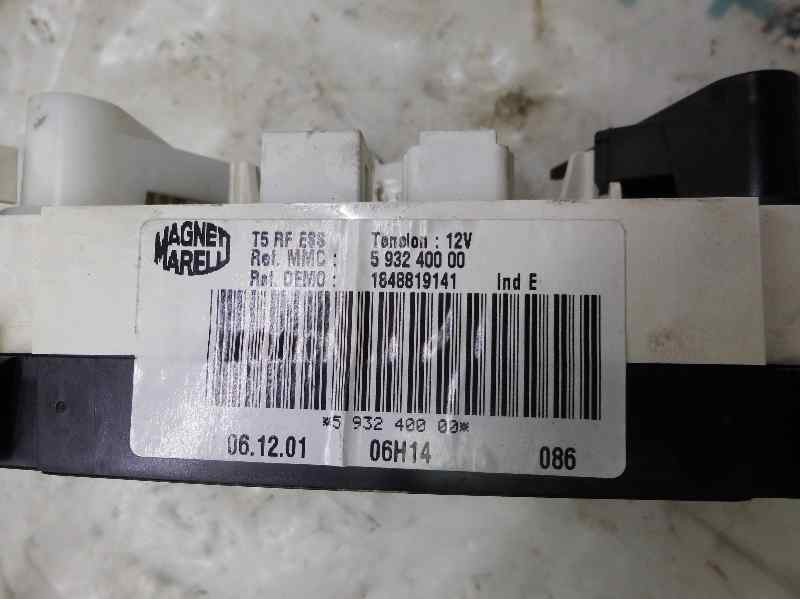 MAGNETI
MARELLI
T5 RF ESS Tension : 12V
Ref. MMC : 5 932 400 00
Ref. DEMO : 1848819141 Ind E
*5 932 400 00*
06.12.01 06H14 086